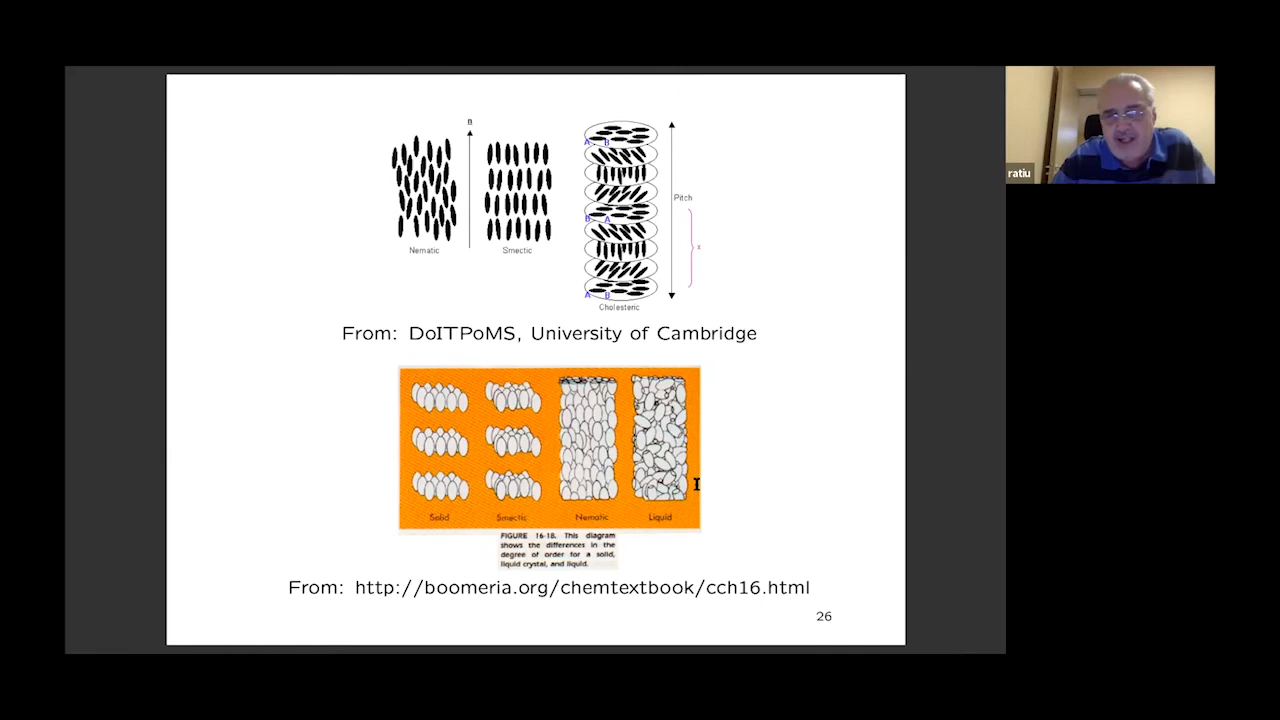 n
A B
Pitch
B A
x
A B
Nematic
Smectic
Cholesteric
From: DoITPoMS, University of Cambridge
Solid Smectic Nematic Liquid
FIGURE 16-18. This diagram
shows the differences in the
degree of order for a solid,
liquid crystal, and liquid.
From: http://boomeria.org/chemtextbook/cch16.html
26
ratiu